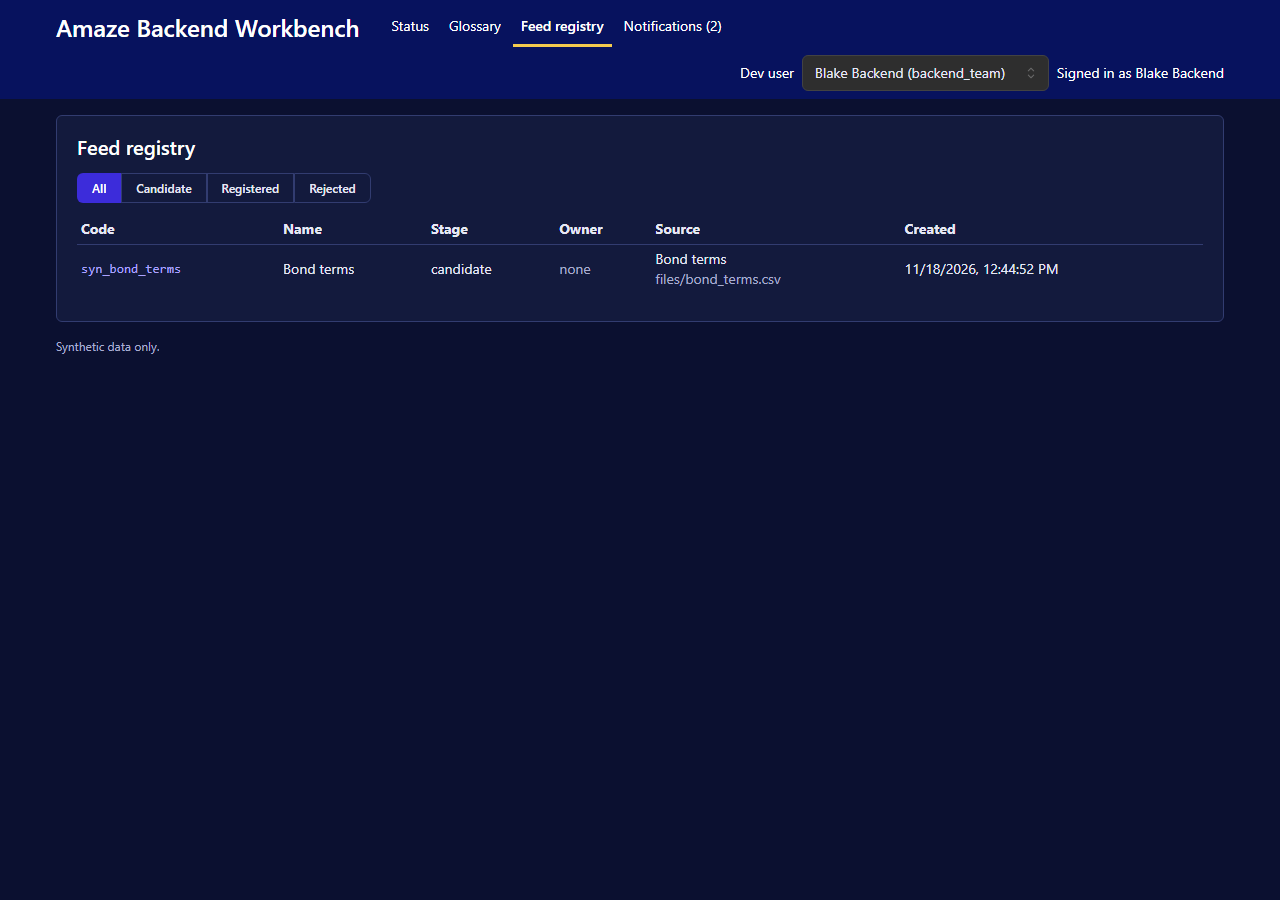 Amaze Backend Workbench
Status Glossary Feed registry Notifications (2)
Dev user Blake Backend (backend_team) Signed in as Blake Backend
Feed registry
All Candidate Registered Rejected
Code Name Stage Owner Source Created
syn_bond_terms Bond terms candidate none Bond terms 11/18/2026, 12:44:52 PM
files/bond_terms.csv
Synthetic data only.